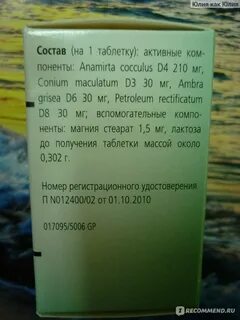 Юлия как Юлия
Состав (на 1 таблетку): активные ком-
поненты: Anamirta cocculus D4 210 мг,
Conium maculatum D3 30 мг, Ambra
grisea D6 30 мг, Petroleum rectificatum
D8 30 мг; вспомогательные компо-
ненты: магния стеарат 1,5 мг, лактоза
до получения таблетки массой около
0,302 г.
Номер регистрационного удостоверения
П N012400/02 от 01.10.2010
017095/5006 GP
RECOMMEND.RU